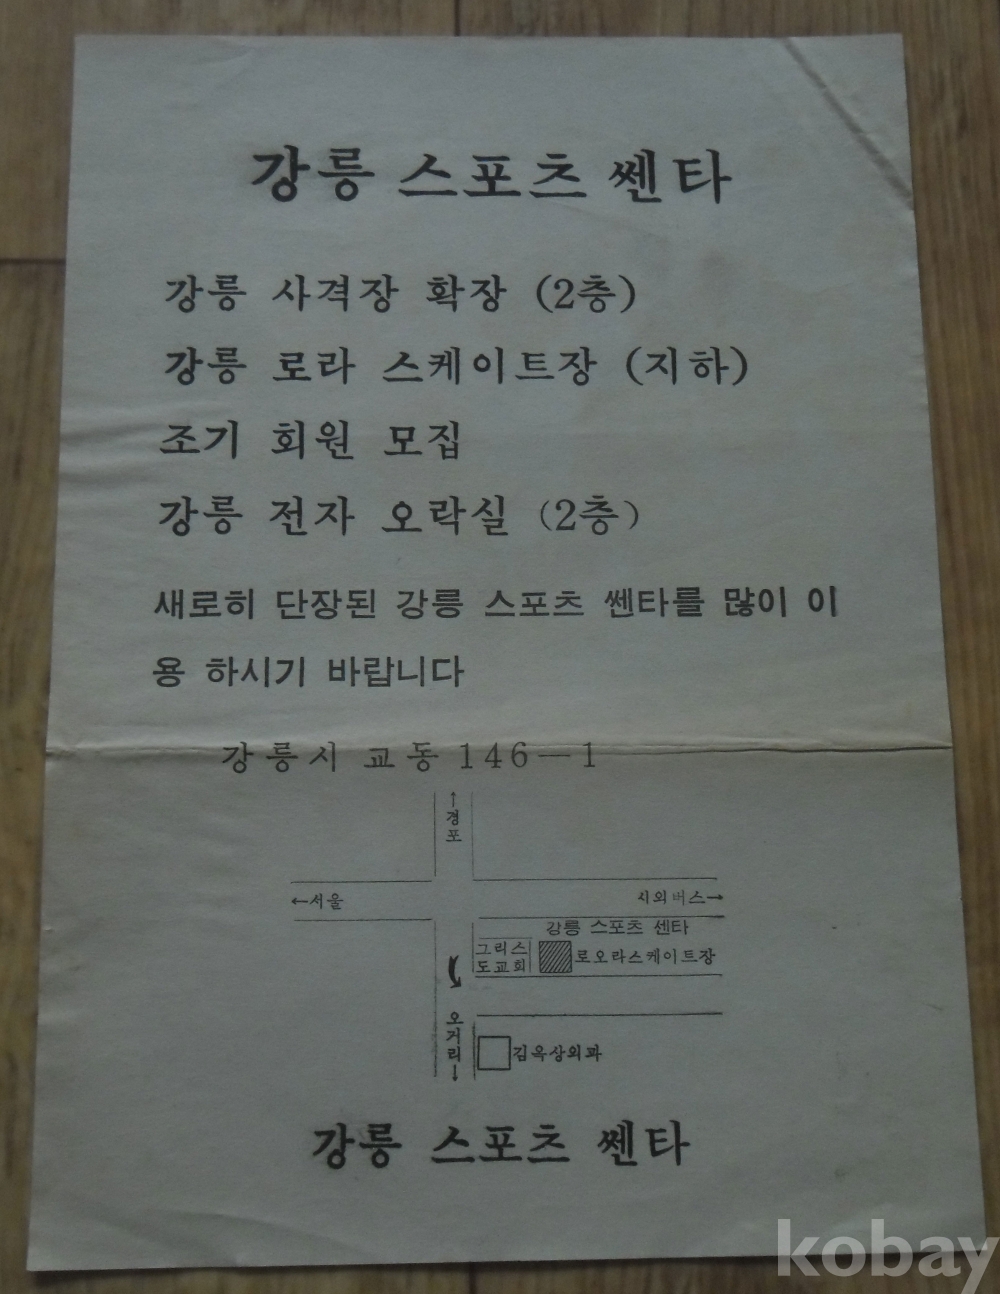 강릉 스포츠 쎈타
강릉 사격장 확장 (2층)
강릉 로라 스케이트장 (지하)
조기 회원 모집
강릉 전자 오락실 (2층)
새로히 단장된 강릉 스포츠 쎈타를 많이 이
용 하시기 바랍니다
강릉시 교동 146—1
↑경포
←서울
시외버스→
강릉 스포츠 센타
그리스
도교회
로오라스케이트장
오거리↓
김옥상외과
강릉 스포츠 쎈타
kobay